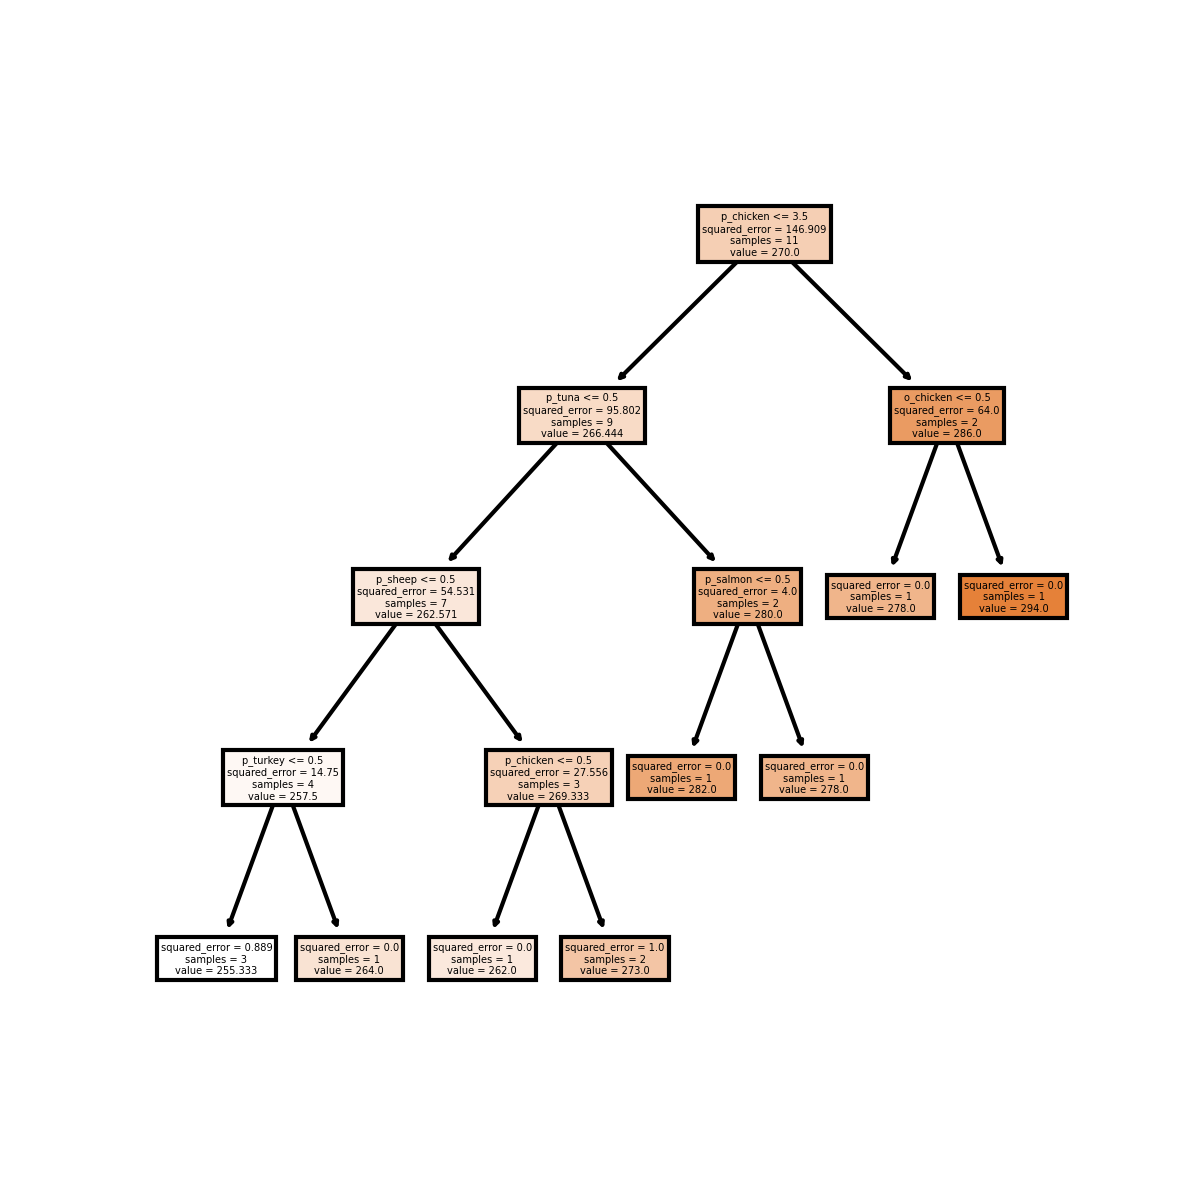 p_chicken <= 3.5
squared_error = 146.909
samples = 11
value = 270.0
p_tuna <= 0.5
squared_error = 95.802
samples = 9
value = 266.444
o_chicken <= 0.5
squared_error = 64.0
samples = 2
value = 286.0
p_sheep <= 0.5
squared_error = 54.531
samples = 7
value = 262.571
p_salmon <= 0.5
squared_error = 4.0
samples = 2
value = 280.0
squared_error = 0.0
samples = 1
value = 278.0
squared_error = 0.0
samples = 1
value = 294.0
p_turkey <= 0.5
squared_error = 14.75
samples = 4
value = 257.5
p_chicken <= 0.5
squared_error = 27.556
samples = 3
value = 269.333
squared_error = 0.0
samples = 1
value = 282.0
squared_error = 0.0
samples = 1
value = 278.0
squared_error = 0.889
samples = 3
value = 255.333
squared_error = 0.0
samples = 1
value = 264.0
squared_error = 0.0
samples = 1
value = 262.0
squared_error = 1.0
samples = 2
value = 273.0